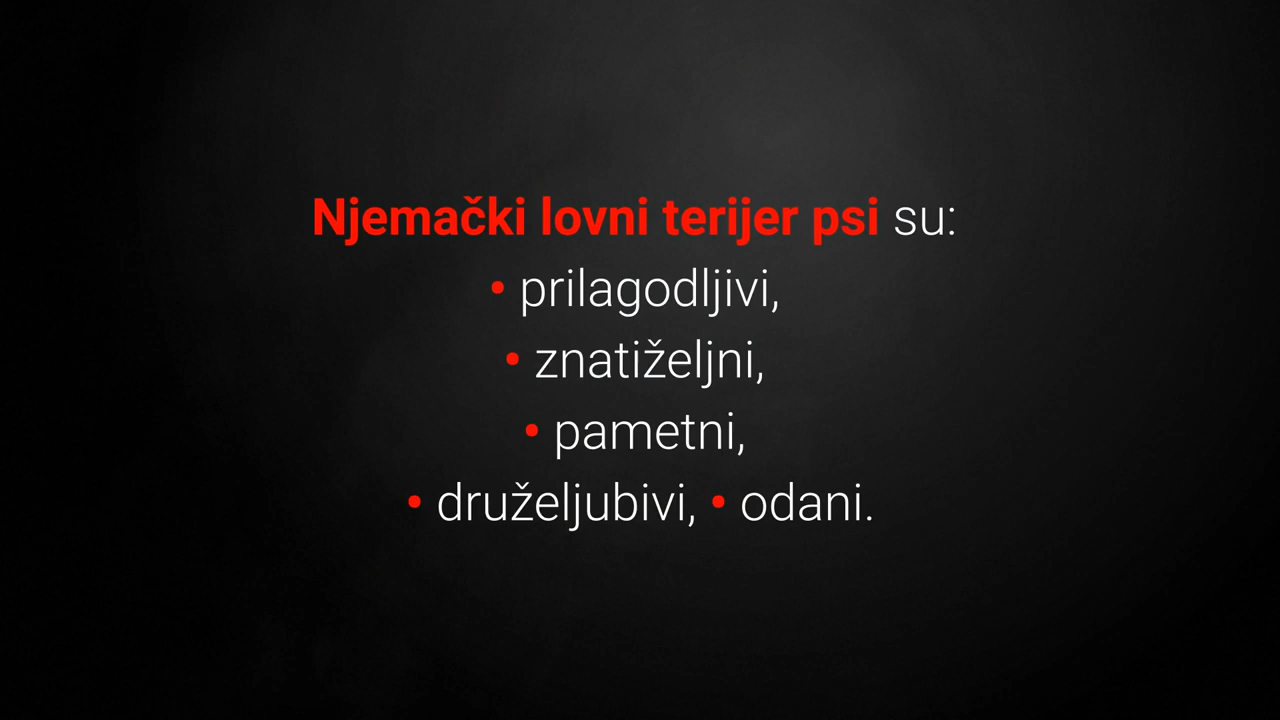 Njemački lovni terijer psi su:
• prilagodljivi,
• znatiželjni,
• pametni,
• druželjubivi, • odani.